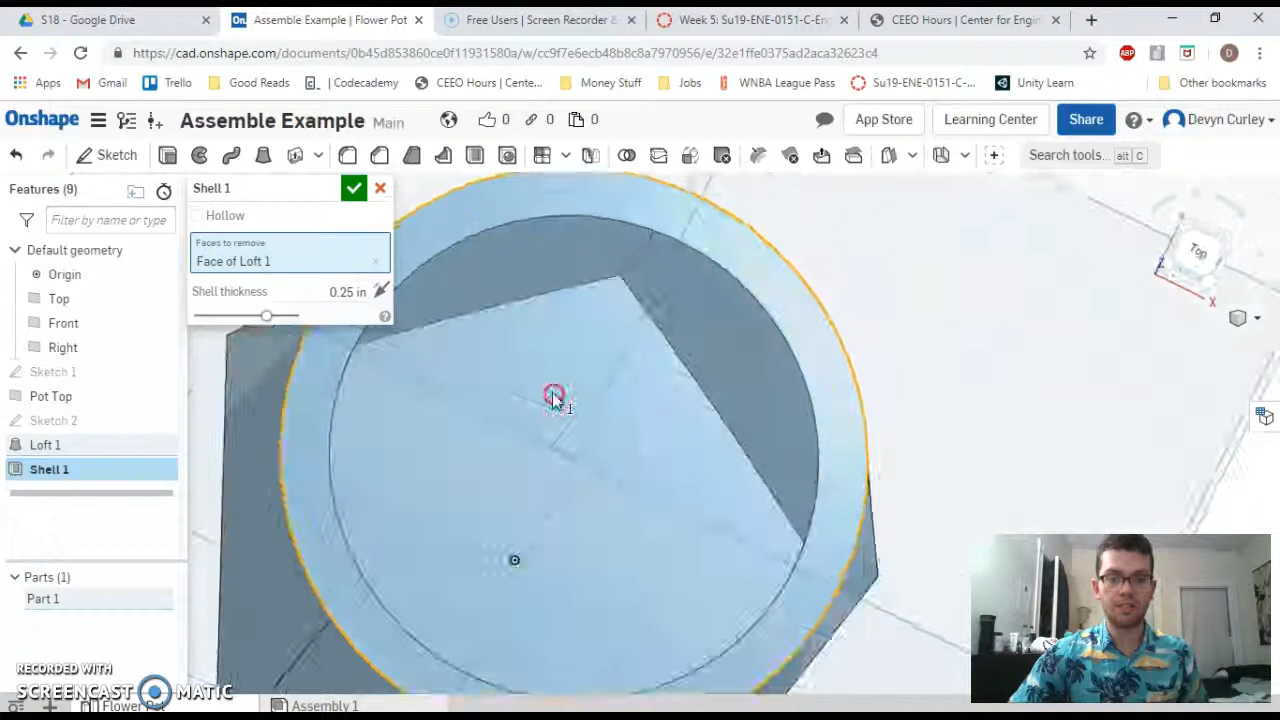 S18 - Google Drive
Assemble Example | Flower Pot
Free Users | Screen Recorder &
Week 5: Su19-ENE-0151-C-En
CEEO Hours | Center for Engin
https://cad.onshape.com/documents/0b45d853860ce0f11931580a/w/cc9f7e6ecb48b8c8a7970956/e/32e1ffe0375ad2aca32623c4
ABP
D
Apps
Gmail
Trello
Good Reads
| Codecademy
CEEO Hours | Cente...
Money Stuff
Jobs
WNBA League Pass
Su19-ENE-0151-C-...
Unity Learn
Other bookmarks
Onshape
Assemble Example Main
0
0
0
App Store
Learning Center
Share
Devyn Curley
Sketch
Search tools... alt C
Features (9)
Filter by name or type
Default geometry
Origin
Top
Front
Right
Sketch 1
Pot Top
Sketch 2
Loft 1
Shell 1
Parts (1)
Part 1
Shell 1
Hollow
Faces to remove
Face of Loft 1
Shell thickness 0.25 in
Top
Z
X
1
RECORDED WITH
SCREENCAST MATIC
Flower Pot
Assembly 1